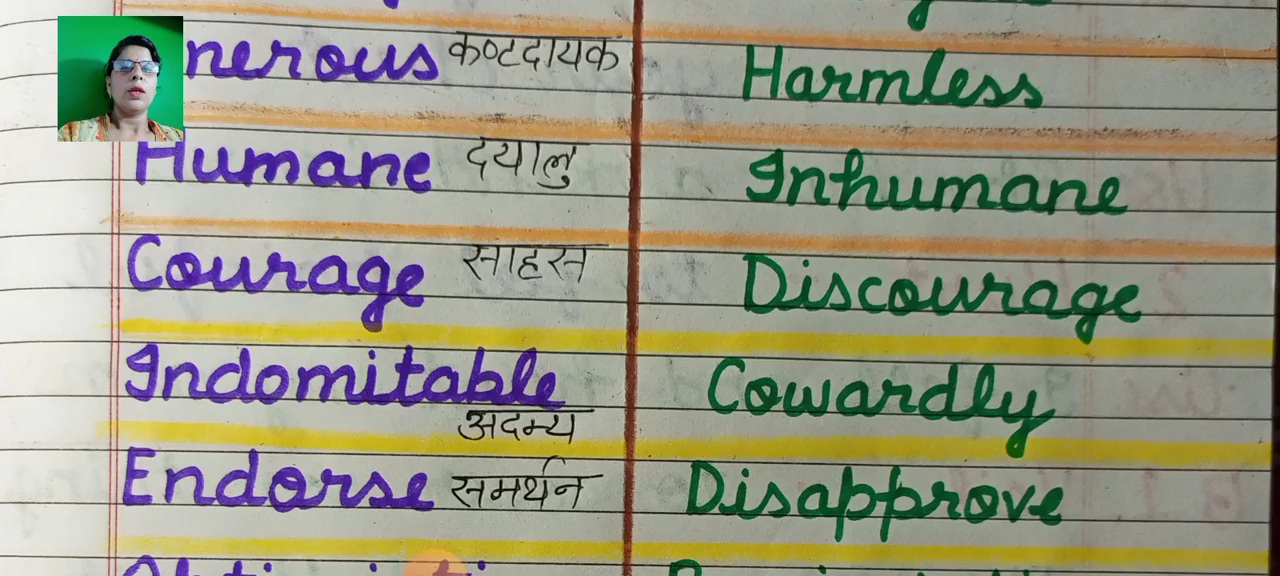 nerous कष्टदायक Harmless
Humane दयालु Inhumane
Courage साहस Discourage
Indomitable Cowardly
अदम्य
Endorse समर्थन Disapprove